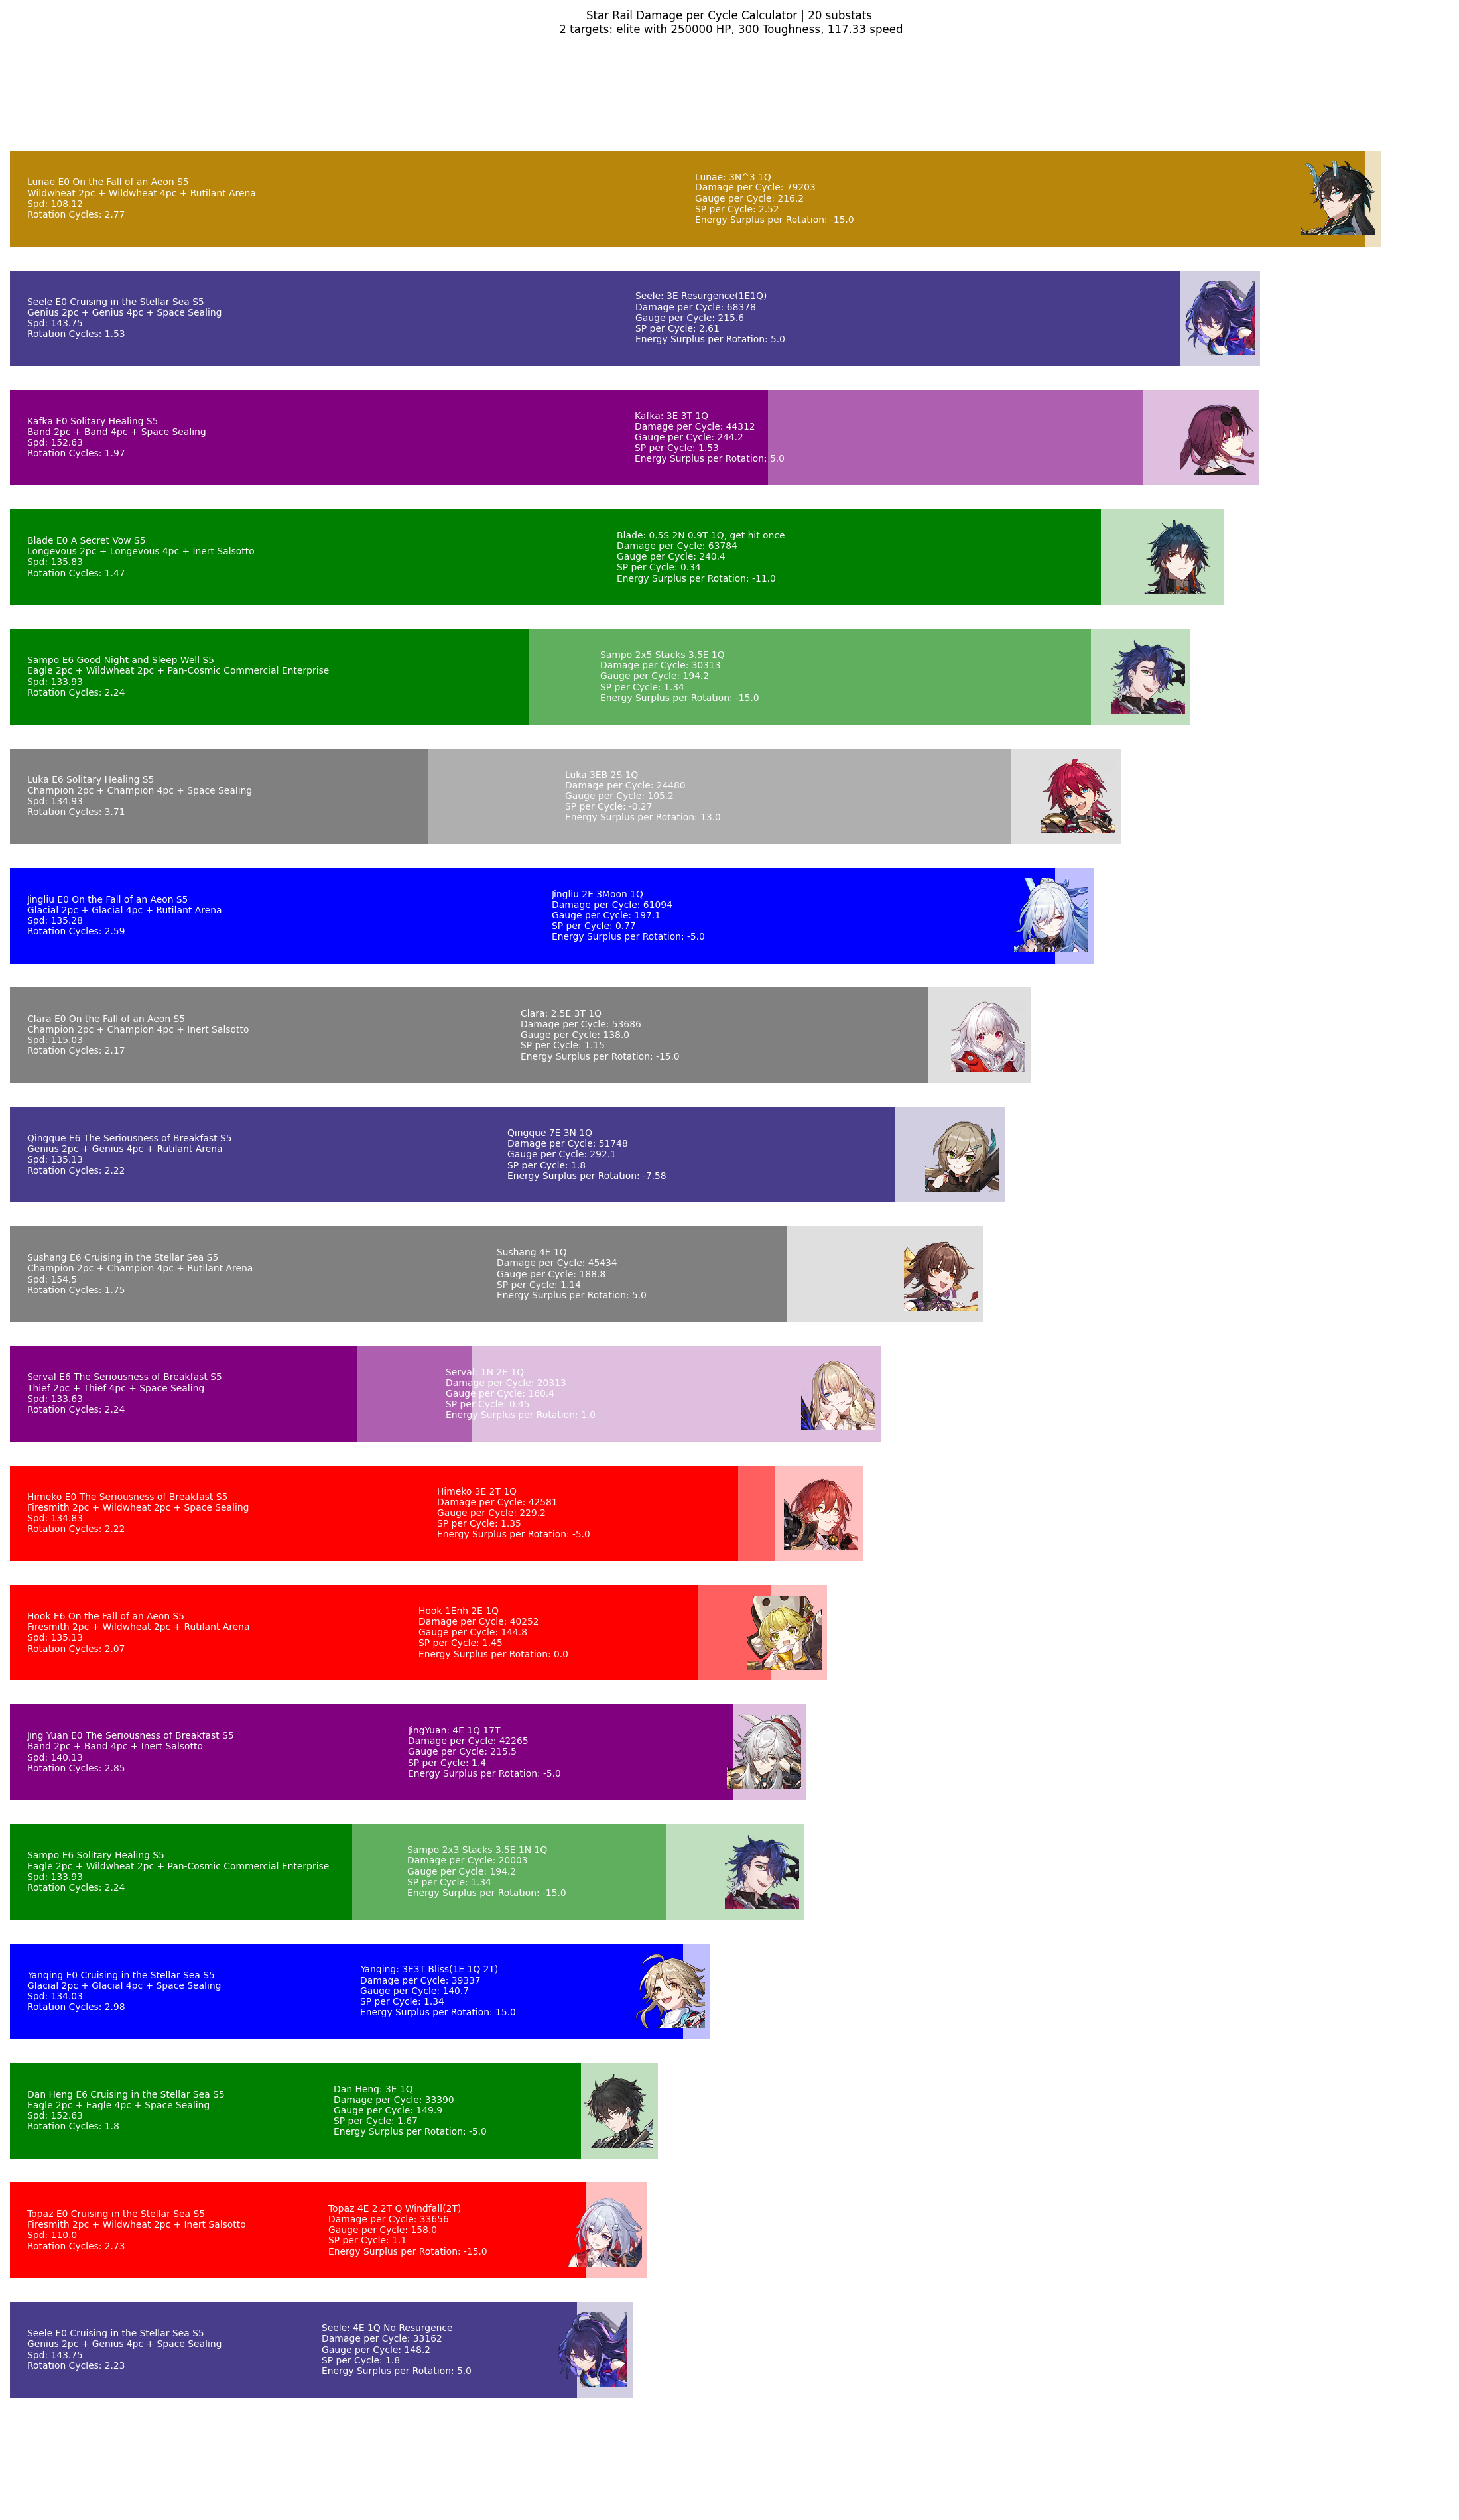 Star Rail Damage per Cycle Calculator | 20 substats
2 targets: elite with 250000 HP, 300 Toughness, 117.33 speed
Lunae E0 On the Fall of an Aeon S5
Wildwheat 2pc + Wildwheat 4pc + Rutilant Arena
Spd: 108.12
Rotation Cycles: 2.77
Lunae: 3N^3 1Q
Damage per Cycle: 79203
Gauge per Cycle: 216.2
SP per Cycle: 2.52
Energy Surplus per Rotation: -15.0
Seele E0 Cruising in the Stellar Sea S5
Genius 2pc + Genius 4pc + Space Sealing
Spd: 143.75
Rotation Cycles: 1.53
Seele: 3E Resurgence(1E1Q)
Damage per Cycle: 68378
Gauge per Cycle: 215.6
SP per Cycle: 2.61
Energy Surplus per Rotation: 5.0
Kafka E0 Solitary Healing S5
Band 2pc + Band 4pc + Space Sealing
Spd: 152.63
Rotation Cycles: 1.97
Kafka: 3E 3T 1Q
Damage per Cycle: 44312
Gauge per Cycle: 244.2
SP per Cycle: 1.53
Energy Surplus per Rotation: 5.0
Blade E0 A Secret Vow S5
Longevous 2pc + Longevous 4pc + Inert Salsotto
Spd: 135.83
Rotation Cycles: 1.47
Blade: 0.5S 2N 0.9T 1Q, get hit once
Damage per Cycle: 63784
Gauge per Cycle: 240.4
SP per Cycle: 0.34
Energy Surplus per Rotation: -11.0
Sampo E6 Good Night and Sleep Well S5
Eagle 2pc + Wildwheat 2pc + Pan-Cosmic Commercial Enterprise
Spd: 133.93
Rotation Cycles: 2.24
Sampo 2x5 Stacks 3.5E 1Q
Damage per Cycle: 30313
Gauge per Cycle: 194.2
SP per Cycle: 1.34
Energy Surplus per Rotation: -15.0
Luka E6 Solitary Healing S5
Champion 2pc + Champion 4pc + Space Sealing
Spd: 134.93
Rotation Cycles: 3.71
Luka 3EB 2S 1Q
Damage per Cycle: 24480
Gauge per Cycle: 105.2
SP per Cycle: -0.27
Energy Surplus per Rotation: 13.0
Jingliu E0 On the Fall of an Aeon S5
Glacial 2pc + Glacial 4pc + Rutilant Arena
Spd: 135.28
Rotation Cycles: 2.59
Jingliu 2E 3Moon 1Q
Damage per Cycle: 61094
Gauge per Cycle: 197.1
SP per Cycle: 0.77
Energy Surplus per Rotation: -5.0
Clara E0 On the Fall of an Aeon S5
Champion 2pc + Champion 4pc + Inert Salsotto
Spd: 115.03
Rotation Cycles: 2.17
Clara: 2.5E 3T 1Q
Damage per Cycle: 53686
Gauge per Cycle: 138.0
SP per Cycle: 1.15
Energy Surplus per Rotation: -15.0
Qingque E6 The Seriousness of Breakfast S5
Genius 2pc + Genius 4pc + Rutilant Arena
Spd: 135.13
Rotation Cycles: 2.22
Qingque 7E 3N 1Q
Damage per Cycle: 51748
Gauge per Cycle: 292.1
SP per Cycle: 1.8
Energy Surplus per Rotation: -7.58
Sushang E6 Cruising in the Stellar Sea S5
Champion 2pc + Champion 4pc + Rutilant Arena
Spd: 154.5
Rotation Cycles: 1.75
Sushang 4E 1Q
Damage per Cycle: 45434
Gauge per Cycle: 188.8
SP per Cycle: 1.14
Energy Surplus per Rotation: 5.0
Serval E6 The Seriousness of Breakfast S5
Thief 2pc + Thief 4pc + Space Sealing
Spd: 133.63
Rotation Cycles: 2.24
Serval: 1N 2E 1Q
Damage per Cycle: 20313
Gauge per Cycle: 160.4
SP per Cycle: 0.45
Energy Surplus per Rotation: 1.0
Himeko E0 The Seriousness of Breakfast S5
Firesmith 2pc + Wildwheat 2pc + Space Sealing
Spd: 134.83
Rotation Cycles: 2.22
Himeko 3E 2T 1Q
Damage per Cycle: 42581
Gauge per Cycle: 229.2
SP per Cycle: 1.35
Energy Surplus per Rotation: -5.0
Hook E6 On the Fall of an Aeon S5
Firesmith 2pc + Wildwheat 2pc + Rutilant Arena
Spd: 135.13
Rotation Cycles: 2.07
Hook 1Enh 2E 1Q
Damage per Cycle: 40252
Gauge per Cycle: 144.8
SP per Cycle: 1.45
Energy Surplus per Rotation: 0.0
Jing Yuan E0 The Seriousness of Breakfast S5
Band 2pc + Band 4pc + Inert Salsotto
Spd: 140.13
Rotation Cycles: 2.85
JingYuan: 4E 1Q 17T
Damage per Cycle: 42265
Gauge per Cycle: 215.5
SP per Cycle: 1.4
Energy Surplus per Rotation: -5.0
Sampo E6 Solitary Healing S5
Eagle 2pc + Wildwheat 2pc + Pan-Cosmic Commercial Enterprise
Spd: 133.93
Rotation Cycles: 2.24
Sampo 2x3 Stacks 3.5E 1N 1Q
Damage per Cycle: 20003
Gauge per Cycle: 194.2
SP per Cycle: 1.34
Energy Surplus per Rotation: -15.0
Yanqing E0 Cruising in the Stellar Sea S5
Glacial 2pc + Glacial 4pc + Space Sealing
Spd: 134.03
Rotation Cycles: 2.98
Yanqing: 3E3T Bliss(1E 1Q 2T)
Damage per Cycle: 39337
Gauge per Cycle: 140.7
SP per Cycle: 1.34
Energy Surplus per Rotation: 15.0
Dan Heng E6 Cruising in the Stellar Sea S5
Eagle 2pc + Eagle 4pc + Space Sealing
Spd: 152.63
Rotation Cycles: 1.8
Dan Heng: 3E 1Q
Damage per Cycle: 33390
Gauge per Cycle: 149.9
SP per Cycle: 1.67
Energy Surplus per Rotation: -5.0
Topaz E0 Cruising in the Stellar Sea S5
Firesmith 2pc + Wildwheat 2pc + Inert Salsotto
Spd: 110.0
Rotation Cycles: 2.73
Topaz 4E 2.2T Q Windfall(2T)
Damage per Cycle: 33656
Gauge per Cycle: 158.0
SP per Cycle: 1.1
Energy Surplus per Rotation: -15.0
Seele E0 Cruising in the Stellar Sea S5
Genius 2pc + Genius 4pc + Space Sealing
Spd: 143.75
Rotation Cycles: 2.23
Seele: 4E 1Q No Resurgence
Damage per Cycle: 33162
Gauge per Cycle: 148.2
SP per Cycle: 1.8
Energy Surplus per Rotation: 5.0